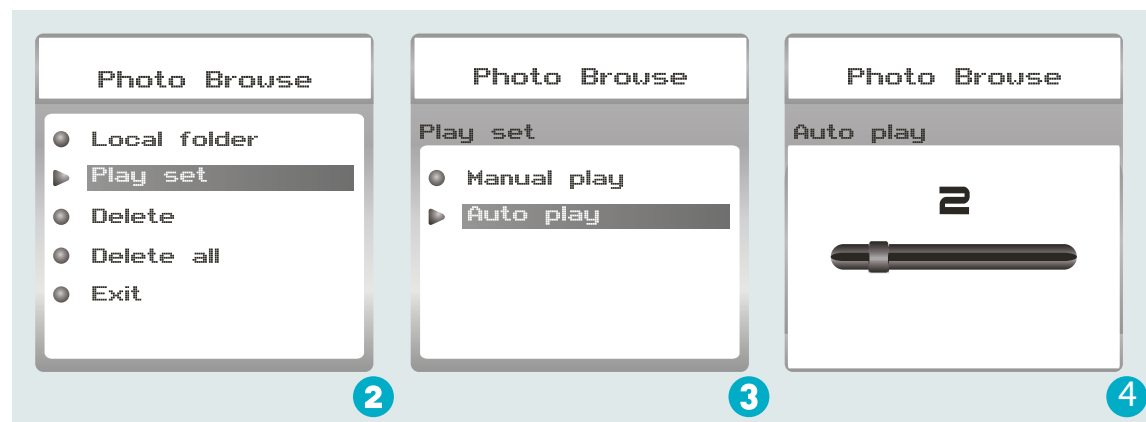 Photo Browse
Local folder
Play set
Delete
Delete all
Exit
2
Photo Browse
Play set
Manual play
Auto play
3
Photo Browse
Auto play
2
4